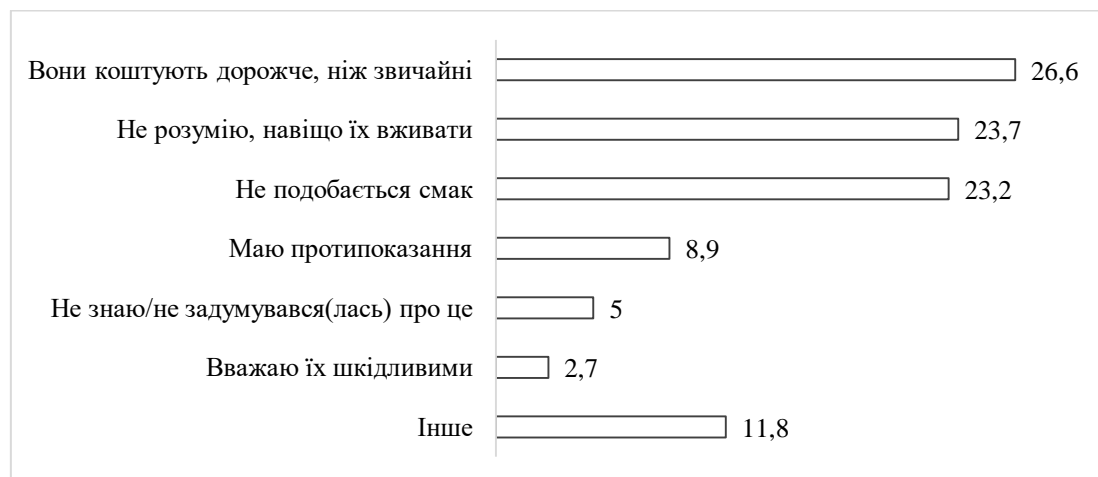 Вони коштують дорожче, ніж звичайні 26,6
Не розумію, навіщо їх вживати 23,7
Не подобається смак 23,2
Маю протипоказання 8,9
Не знаю/не задумувався(лась) про це 5
Вважаю їх шкідливими 2,7
Інше 11,8